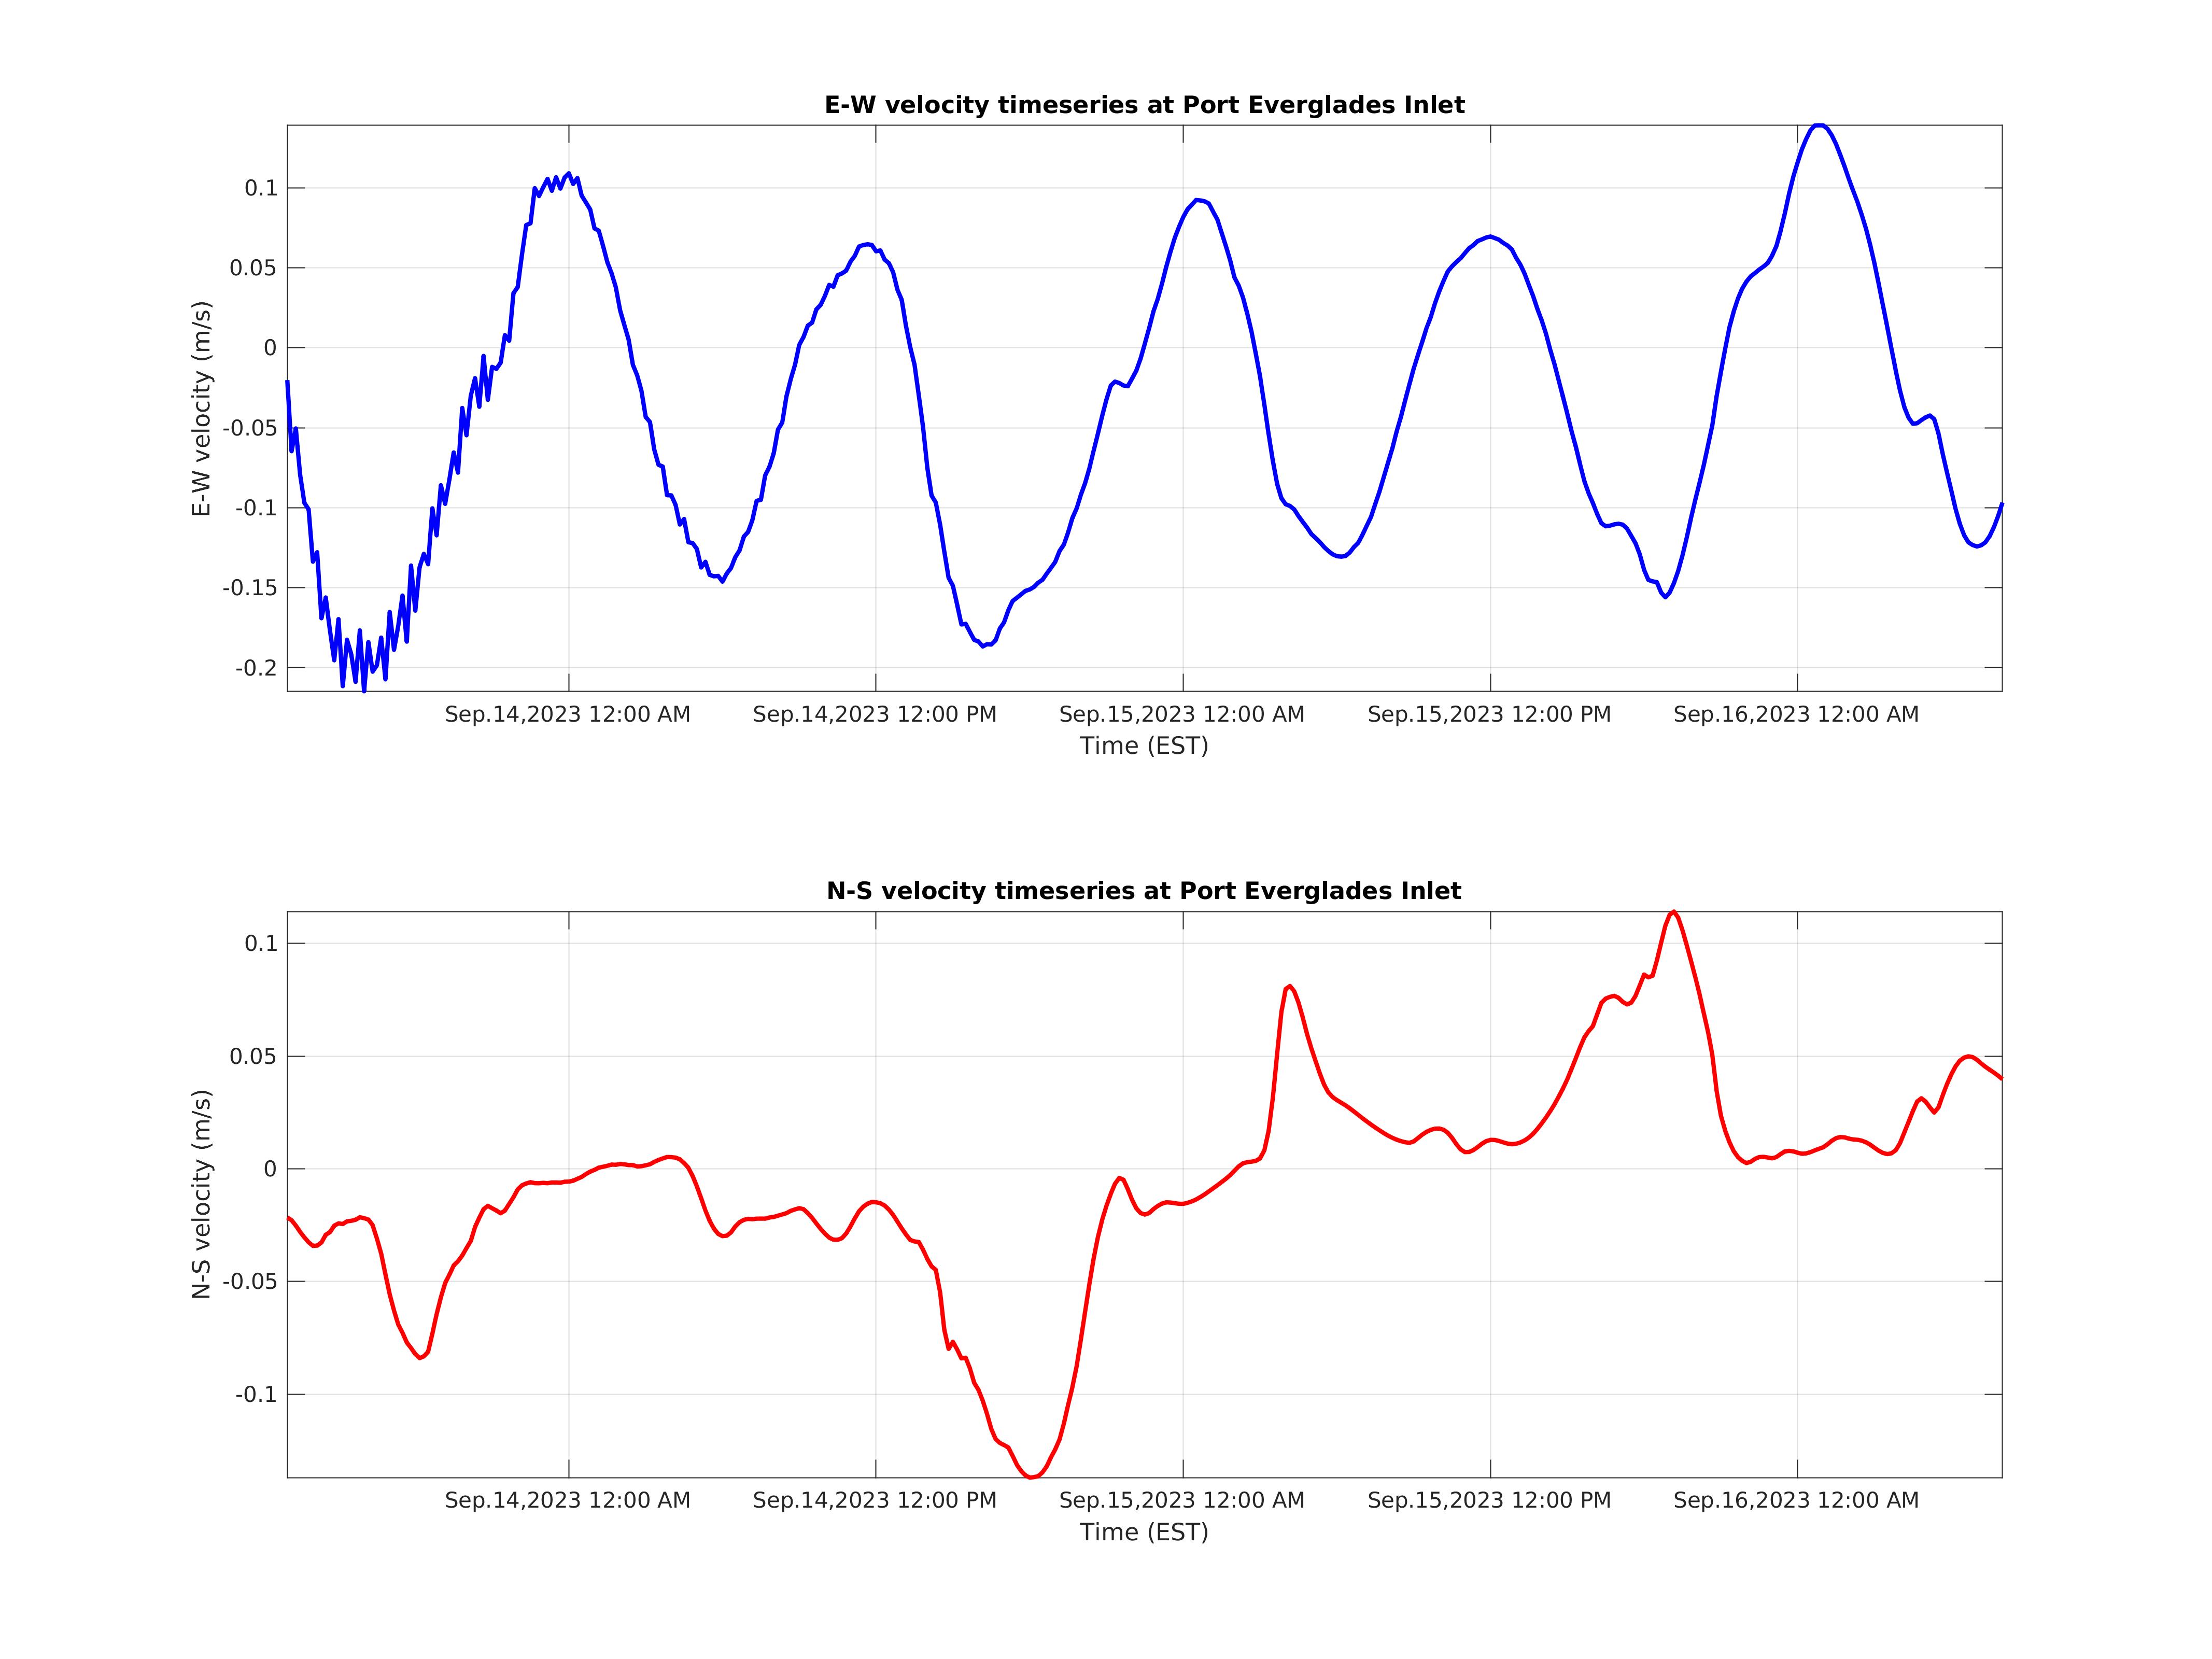 E-W velocity timeseries at Port Everglades Inlet
E-W velocity (m/s)
0.1
0.05
0
-0.05
-0.1
-0.15
-0.2
Sep.14,2023 12:00 AM
Sep.14,2023 12:00 PM
Sep.15,2023 12:00 AM
Sep.15,2023 12:00 PM
Sep.16,2023 12:00 AM
Time (EST)
N-S velocity timeseries at Port Everglades Inlet
N-S velocity (m/s)
0.1
0.05
0
-0.05
-0.1
Sep.14,2023 12:00 AM
Sep.14,2023 12:00 PM
Sep.15,2023 12:00 AM
Sep.15,2023 12:00 PM
Sep.16,2023 12:00 AM
Time (EST)